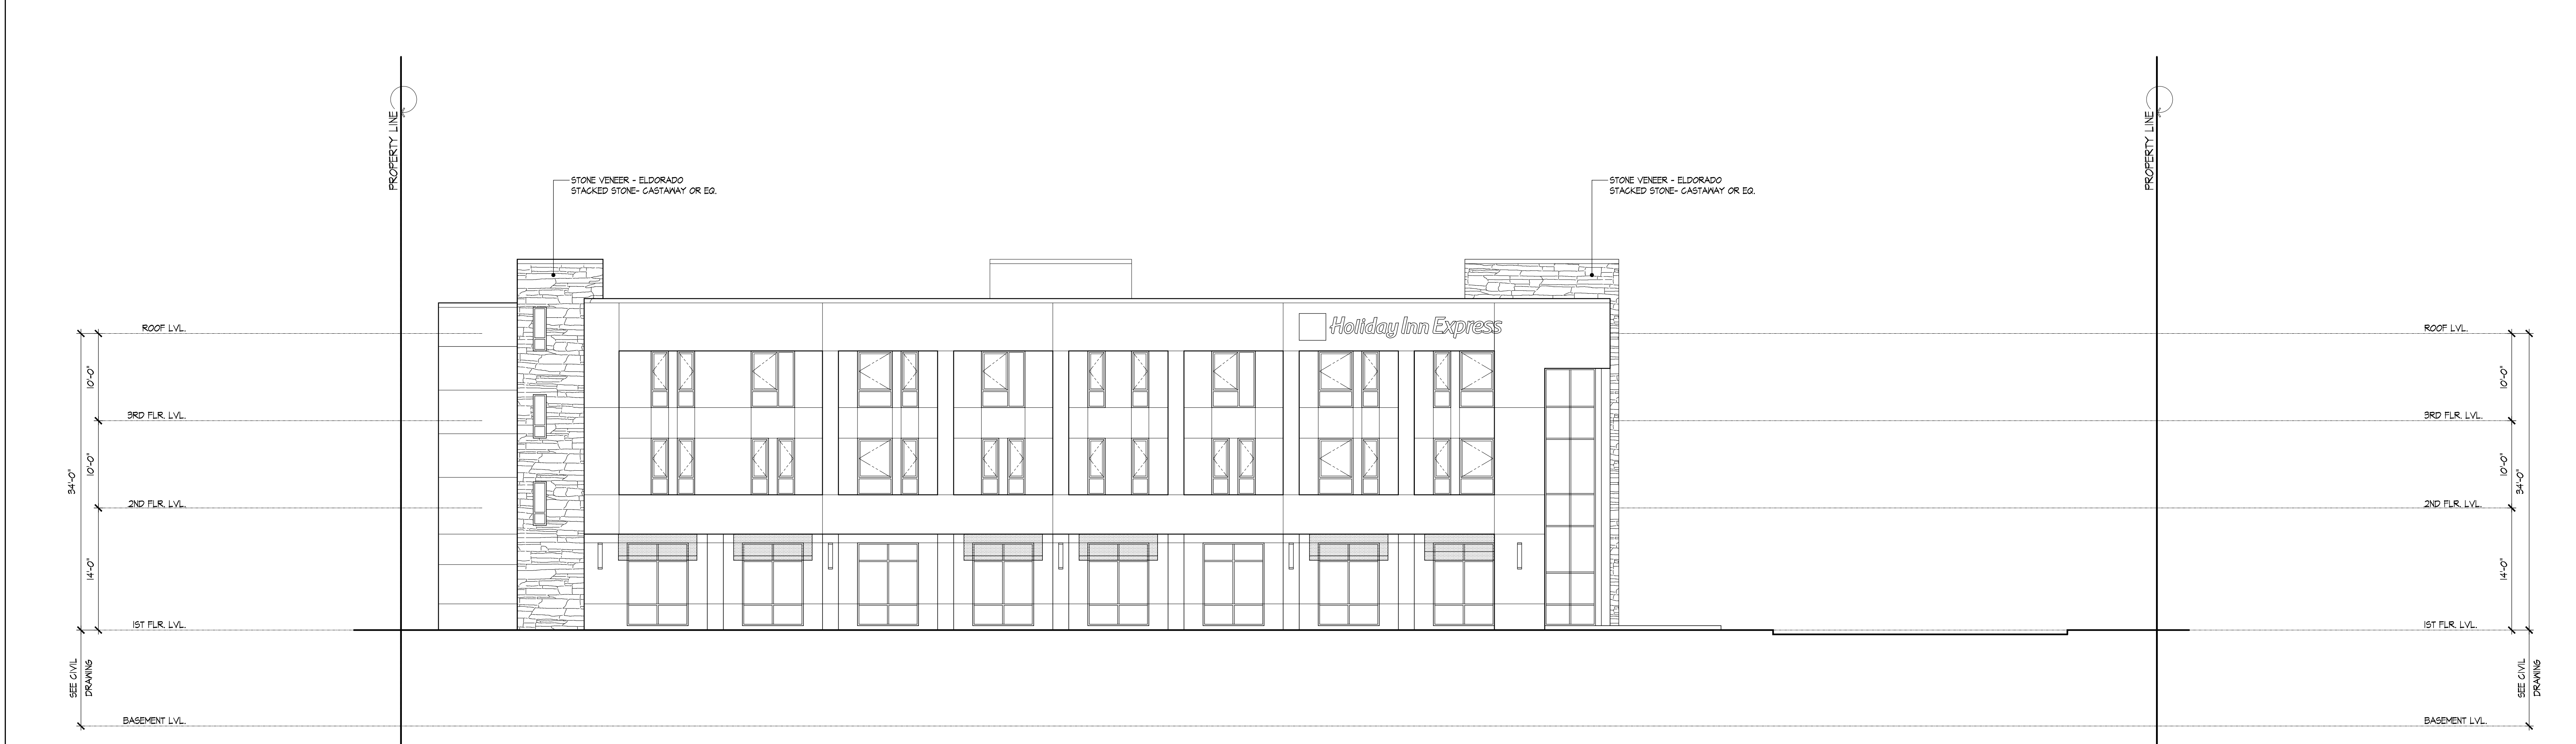 PROPERTY LINE
PROPERTY LINE
STONE VENEER - ELDORADO
STACKED STONE- CASTAWAY OR EQ.
STONE VENEER - ELDORADO
STACKED STONE- CASTAWAY OR EQ.
Holiday Inn Express
ROOF LVL.
ROOF LVL.
10'-0"
10'-0"
3RD FLR. LVL.
3RD FLR. LVL.
34'-0"
10'-0"
10'-0"
34'-0"
2ND FLR. LVL.
2ND FLR. LVL.
14'-0"
14'-0"
1ST FLR. LVL.
1ST FLR. LVL.
SEE CIVIL
DRAWING
SEE CIVIL
DRAWING
BASEMENT LVL.
BASEMENT LVL.